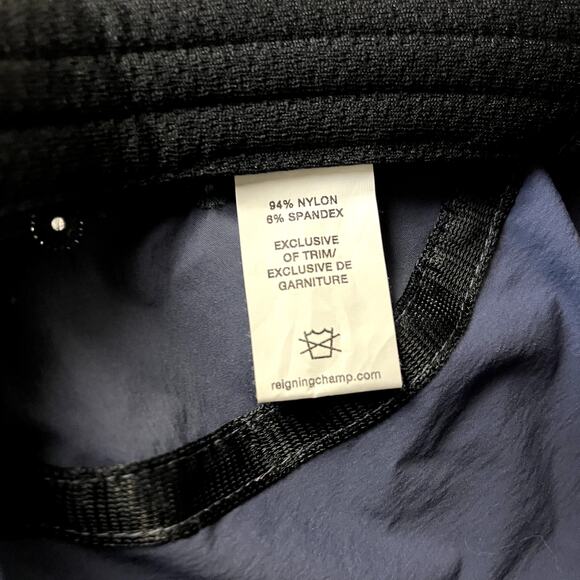 94% NYLON
6% SPANDEX
EXCLUSIVE
OF TRIM/
EXCLUSIVE DE
GARNITURE
reigningchamp.com